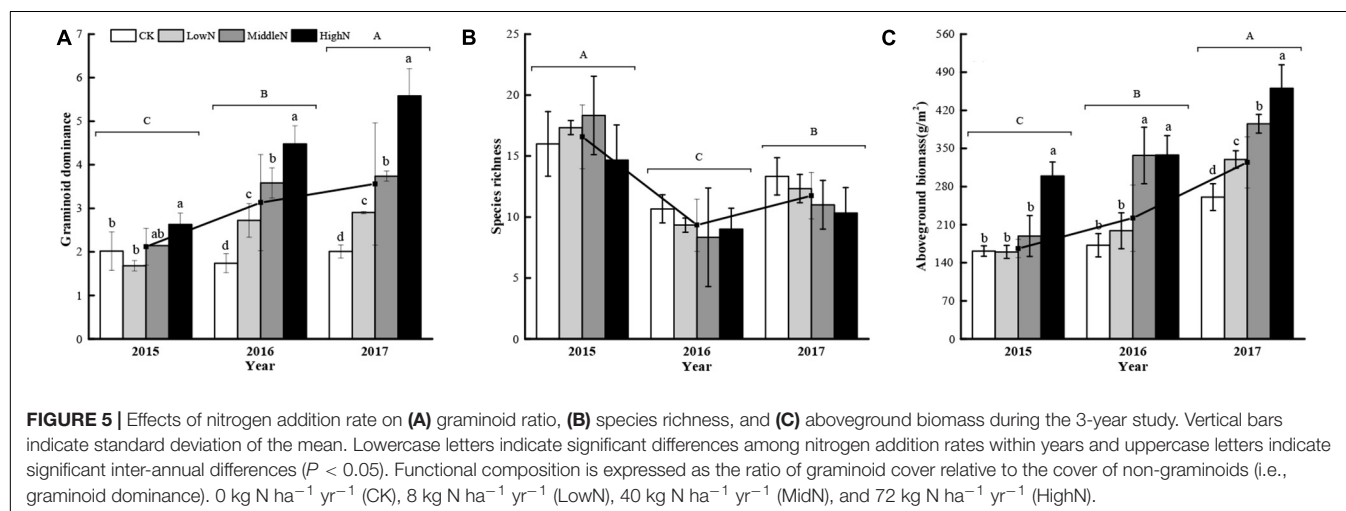 A
CK LowN MiddleN HighN
A
B
C
7
6
5
4
3
2
1
0
Graminoid dominance
b b ab a
d c b a
d c b a
2015 2016 2017
Year
B
A
C
B
25
20
15
10
5
0
Species richness
2015 2016 2017
Year
C
A
B
C
560
490
420
350
280
210
140
70
0
Aboveground biomass(g/m²)
b b b a
b b a a
d c b a
2015 2016 2017
Year
FIGURE 5 | Effects of nitrogen addition rate on (A) graminoid ratio, (B) species richness, and (C) aboveground biomass during the 3-year study. Vertical bars
indicate standard deviation of the mean. Lowercase letters indicate significant differences among nitrogen addition rates within years and uppercase letters indicate
significant inter-annual differences (P < 0.05). Functional composition is expressed as the ratio of graminoid cover relative to the cover of non-graminoids (i.e.,
graminoid dominance). 0 kg N ha⁻¹ yr⁻¹ (CK), 8 kg N ha⁻¹ yr⁻¹ (LowN), 40 kg N ha⁻¹ yr⁻¹ (MidN), and 72 kg N ha⁻¹ yr⁻¹ (HighN).